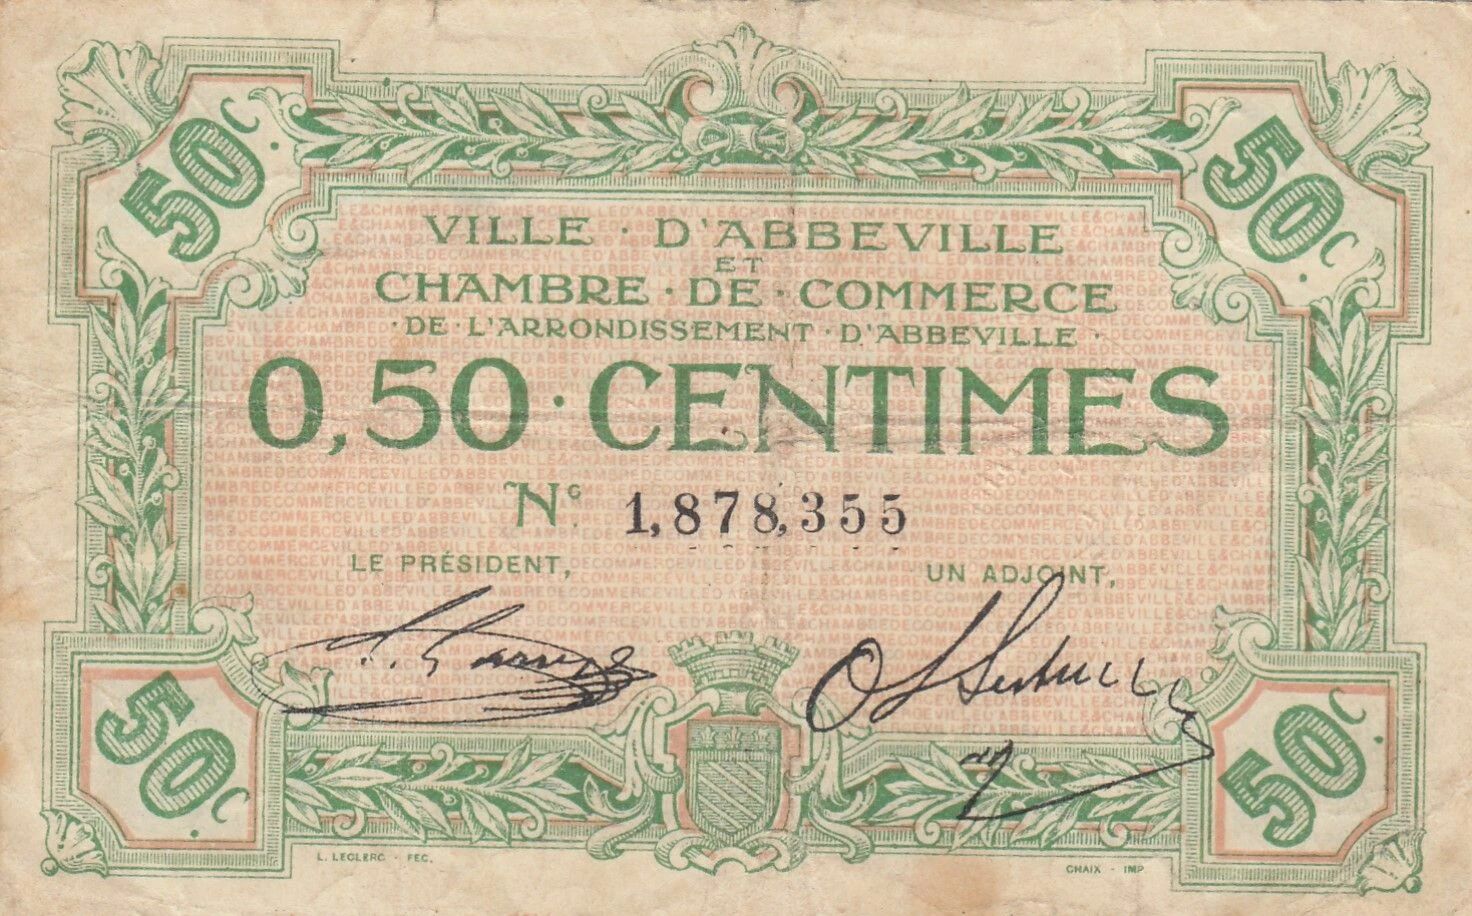 50c.
50c.
VILLE · D'ABBEVILLE
ET
CHAMBRE · DE · COMMERCE
· DE · L'ARRONDISSEMENT · D'ABBEVILLE ·
0,50 · CENTIMES
No. 1,878,355
LE PRÉSIDENT,
UN ADJOINT,
50c.
50c.
L. LECLERC - FEC.
CHAIX - IMP.